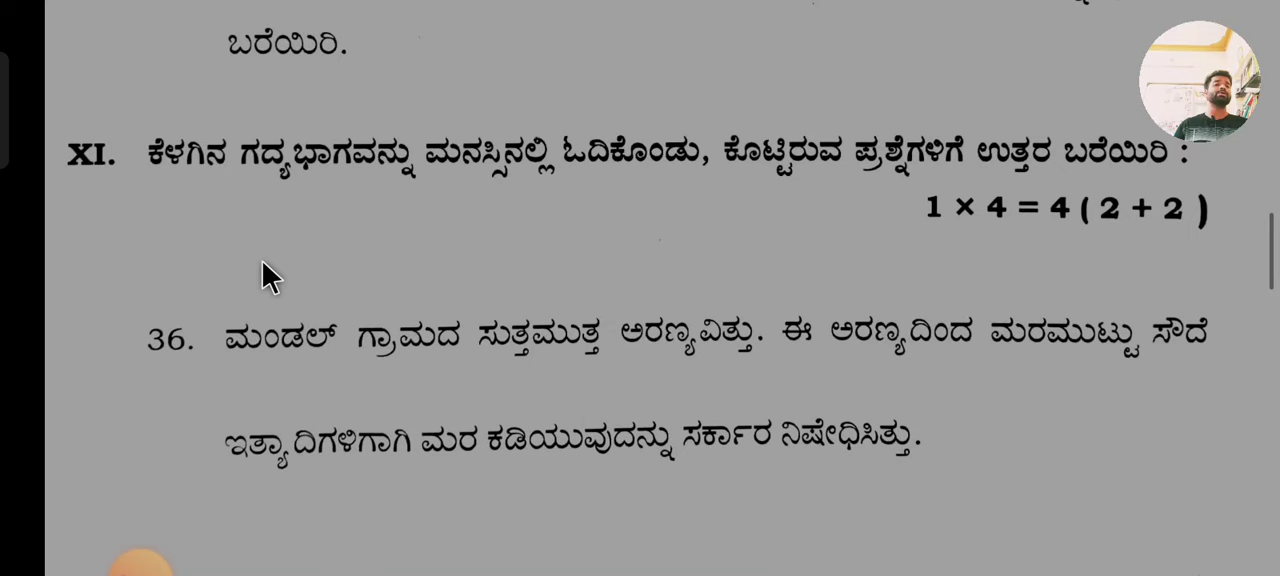 ಬರೆಯಿರಿ.
XI. ಕೆಳಗಿನ ಗದ್ಯಭಾಗವನ್ನು ಮನಸ್ಸಿನಲ್ಲಿ ಓದಿಕೊಂಡು, ಕೊಟ್ಟಿರುವ ಪ್ರಶ್ನೆಗಳಿಗೆ ಉತ್ತರ ಬರೆಯಿರಿ :
1 × 4 = 4 ( 2 + 2 )
36. ಮಂಡಲ್ ಗ್ರಾಮದ ಸುತ್ತಮುತ್ತ ಅರಣ್ಯವಿತ್ತು. ಈ ಅರಣ್ಯದಿಂದ ಮರಮುಟ್ಟು ಸೌದೆ
ಇತ್ಯಾದಿಗಳಿಗಾಗಿ ಮರ ಕಡಿಯುವುದನ್ನು ಸರ್ಕಾರ ನಿಷೇಧಿಸಿತ್ತು.